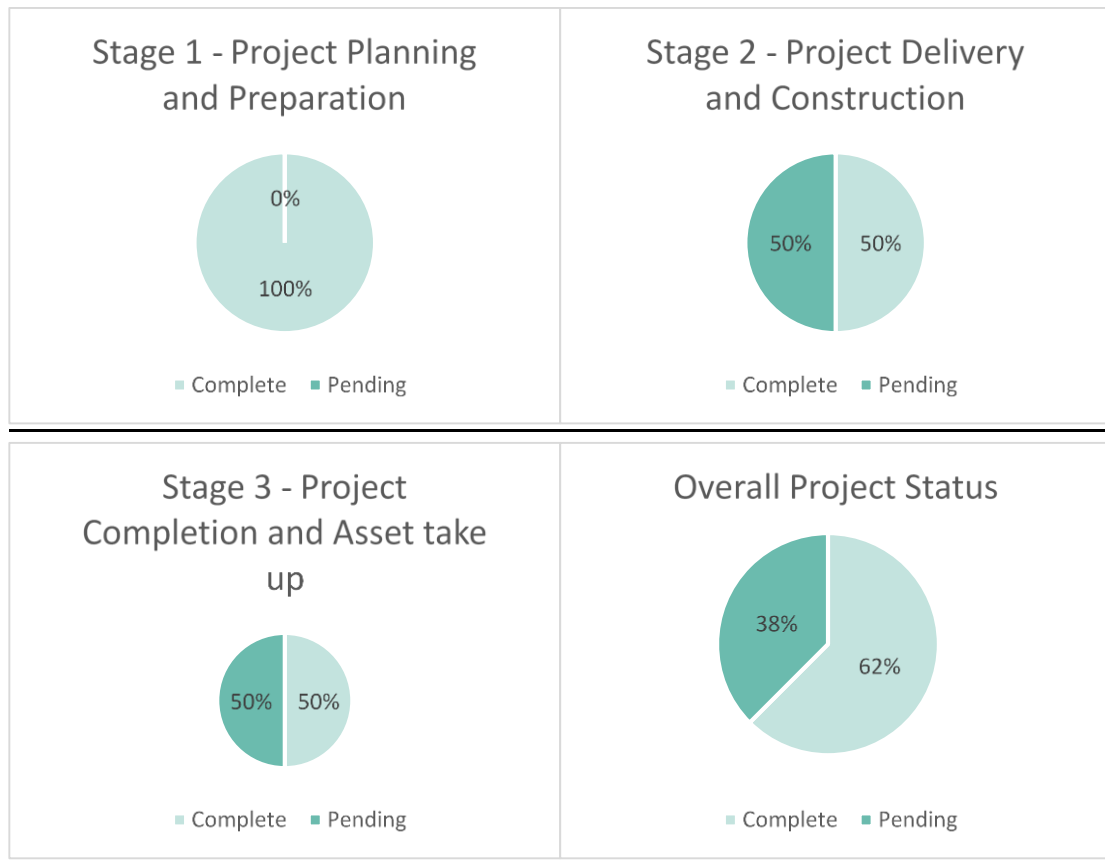 Stage 1 - Project Planning
and Preparation
0%
100%
Complete Pending
Stage 2 - Project Delivery
and Construction
50% 50%
Complete Pending
Stage 3 - Project
Completion and Asset take
up
50% 50%
Complete Pending
Overall Project Status
38%
62%
Complete Pending